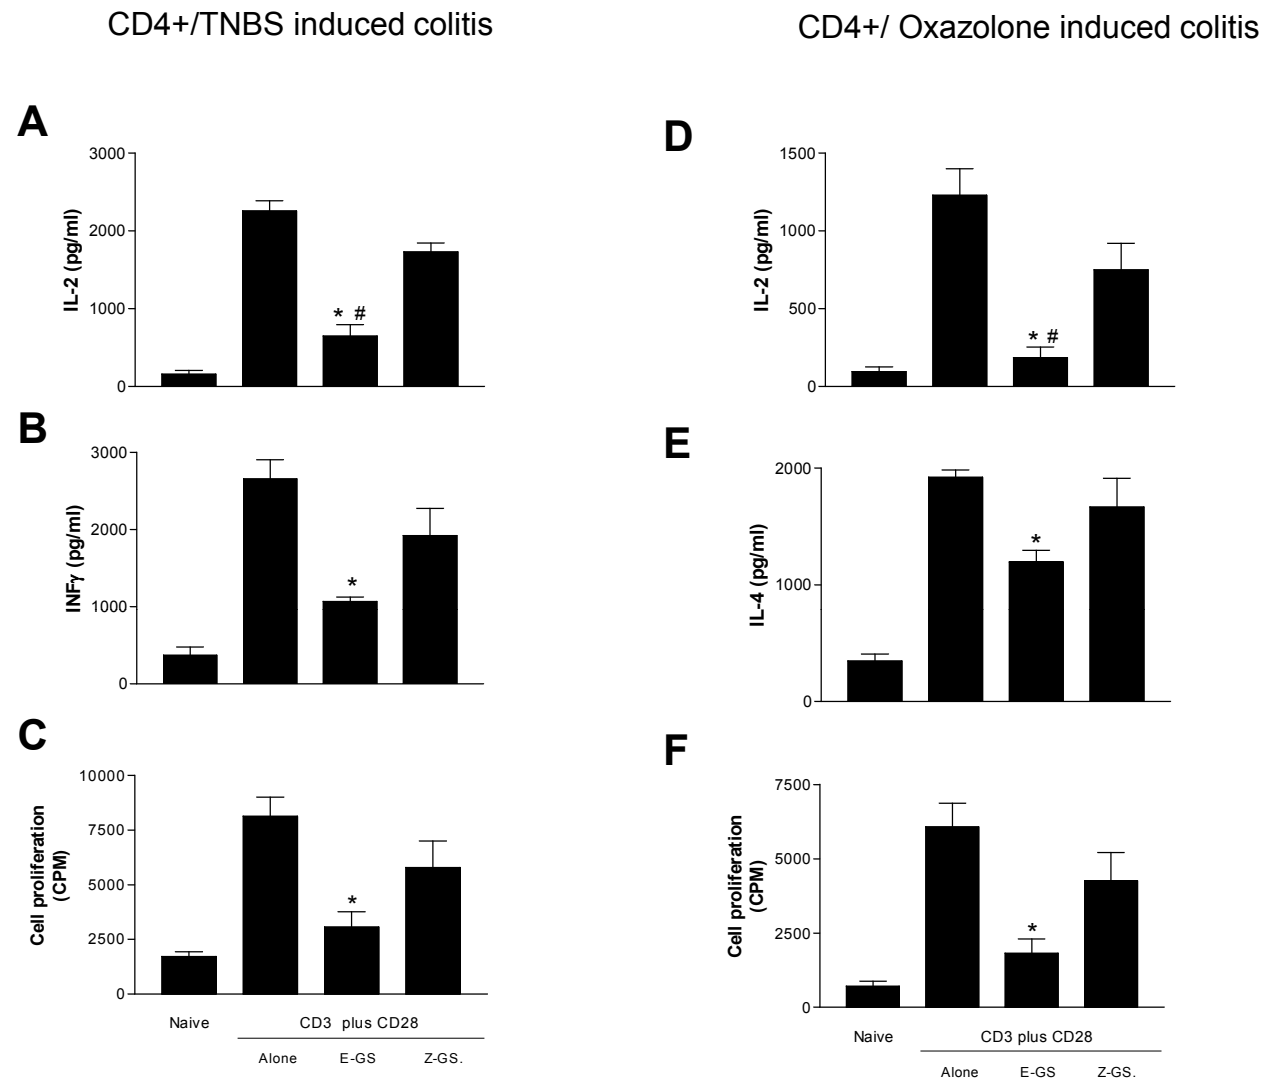 CD4+/TNBS induced colitis
CD4+/ Oxazolone induced colitis
A
3000
2000
1000
0
IL-2 (pg/ml)
* #
B
3000
2000
1000
0
INFγ (pg/ml)
*
C
10000
7500
5000
2500
0
Cell proliferation
(CPM)
*
Naive
CD3 plus CD28
Alone E-GS Z-GS.
D
1500
1000
500
0
IL-2 (pg/ml)
* #
E
2000
1000
0
IL-4 (pg/ml)
*
F
7500
5000
2500
0
Cell proliferation
(CPM)
*
Naive
CD3 plus CD28
Alone E-GS Z-GS.